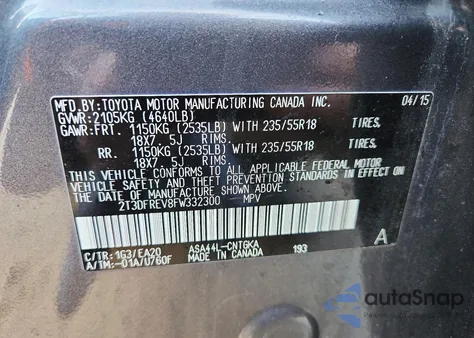 MFD.BY:TOYOTA MOTOR MANUFACTURING CANADA INC. 04/15
GVWR:2105KG (4640LB)
GAWR:FRT. 1150KG (2535LB) WITH 235/55R18 TIRES,
18X7.5J RIMS,
RR. 1150KG (2535LB) WITH 235/55R18 TIRES,
18X7.5J RIMS,
THIS VEHICLE CONFORMS TO ALL APPLICABLE FEDERAL MOTOR
VEHICLE SAFETY AND THEFT PREVENTION STANDARDS IN EFFECT ON
THE DATE OF MANUFACTURE SHOWN ABOVE.
2T3DFREV8FW332300 MPV
C/TR:1G3/EA20 ASA44L-CNTGKA
A/TM:-01A/U760F MADE IN CANADA 193 A
autoSnap